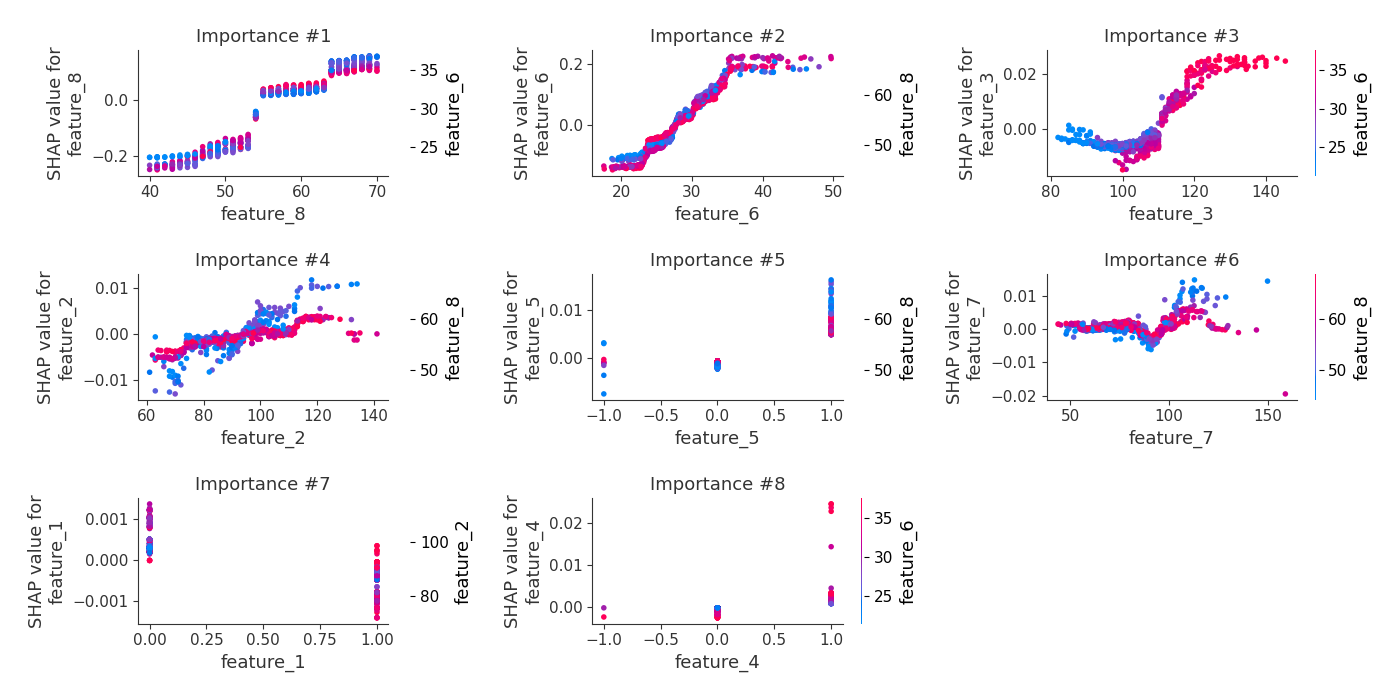 Importance #1
SHAP value for
feature_8
0.0
−0.2
40 50 60 70
feature_8
35
30
25
feature_6
Importance #2
SHAP value for
feature_6
0.2
0.0
20 30 40 50
feature_6
60
50
feature_8
Importance #3
SHAP value for
feature_3
0.02
0.00
80 100 120 140
feature_3
35
30
25
feature_6
Importance #4
SHAP value for
feature_2
0.01
0.00
−0.01
60 80 100 120 140
feature_2
60
50
feature_8
Importance #5
SHAP value for
feature_5
0.01
0.00
−1.0 −0.5 0.0 0.5 1.0
feature_5
60
50
feature_8
Importance #6
SHAP value for
feature_7
0.01
0.00
−0.01
−0.02
50 100 150
feature_7
60
50
feature_8
Importance #7
SHAP value for
feature_1
0.001
0.000
−0.001
0.00 0.25 0.50 0.75 1.00
feature_1
100
80
feature_2
Importance #8
SHAP value for
feature_4
0.02
0.01
0.00
−1.0 −0.5 0.0 0.5 1.0
feature_4
35
30
25
feature_6